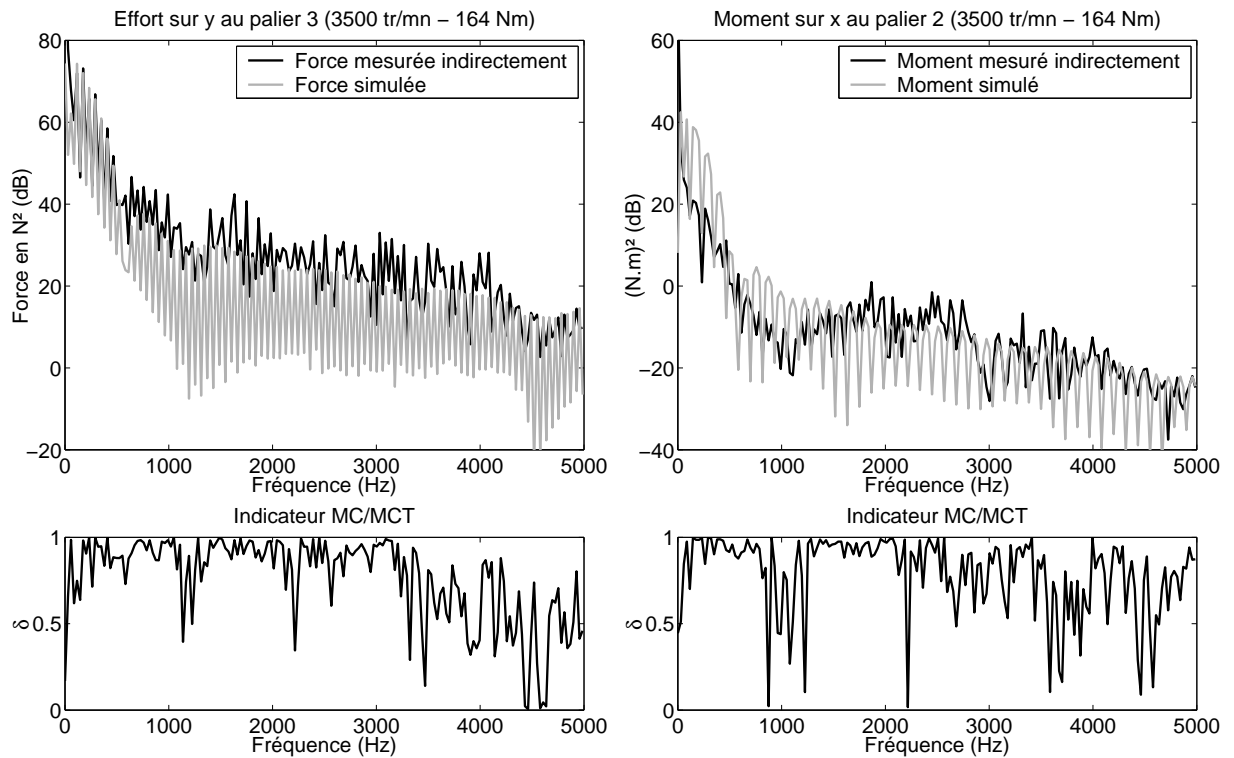 Effort sur y au palier 3 (3500 tr/mn − 164 Nm)
80
60
40
20
0
−20
Force en N² (dB)
Force mesurée indirectement
Force simulée
0 1000 2000 3000 4000 5000
Fréquence (Hz)
Moment sur x au palier 2 (3500 tr/mn − 164 Nm)
60
40
20
0
−20
−40
(N.m)² (dB)
Moment mesuré indirectement
Moment simulé
0 1000 2000 3000 4000 5000
Fréquence (Hz)
Indicateur MC/MCT
1
0.5
0
δ
0 1000 2000 3000 4000 5000
Fréquence (Hz)
Indicateur MC/MCT
1
0.5
0
δ
0 1000 2000 3000 4000 5000
Fréquence (Hz)